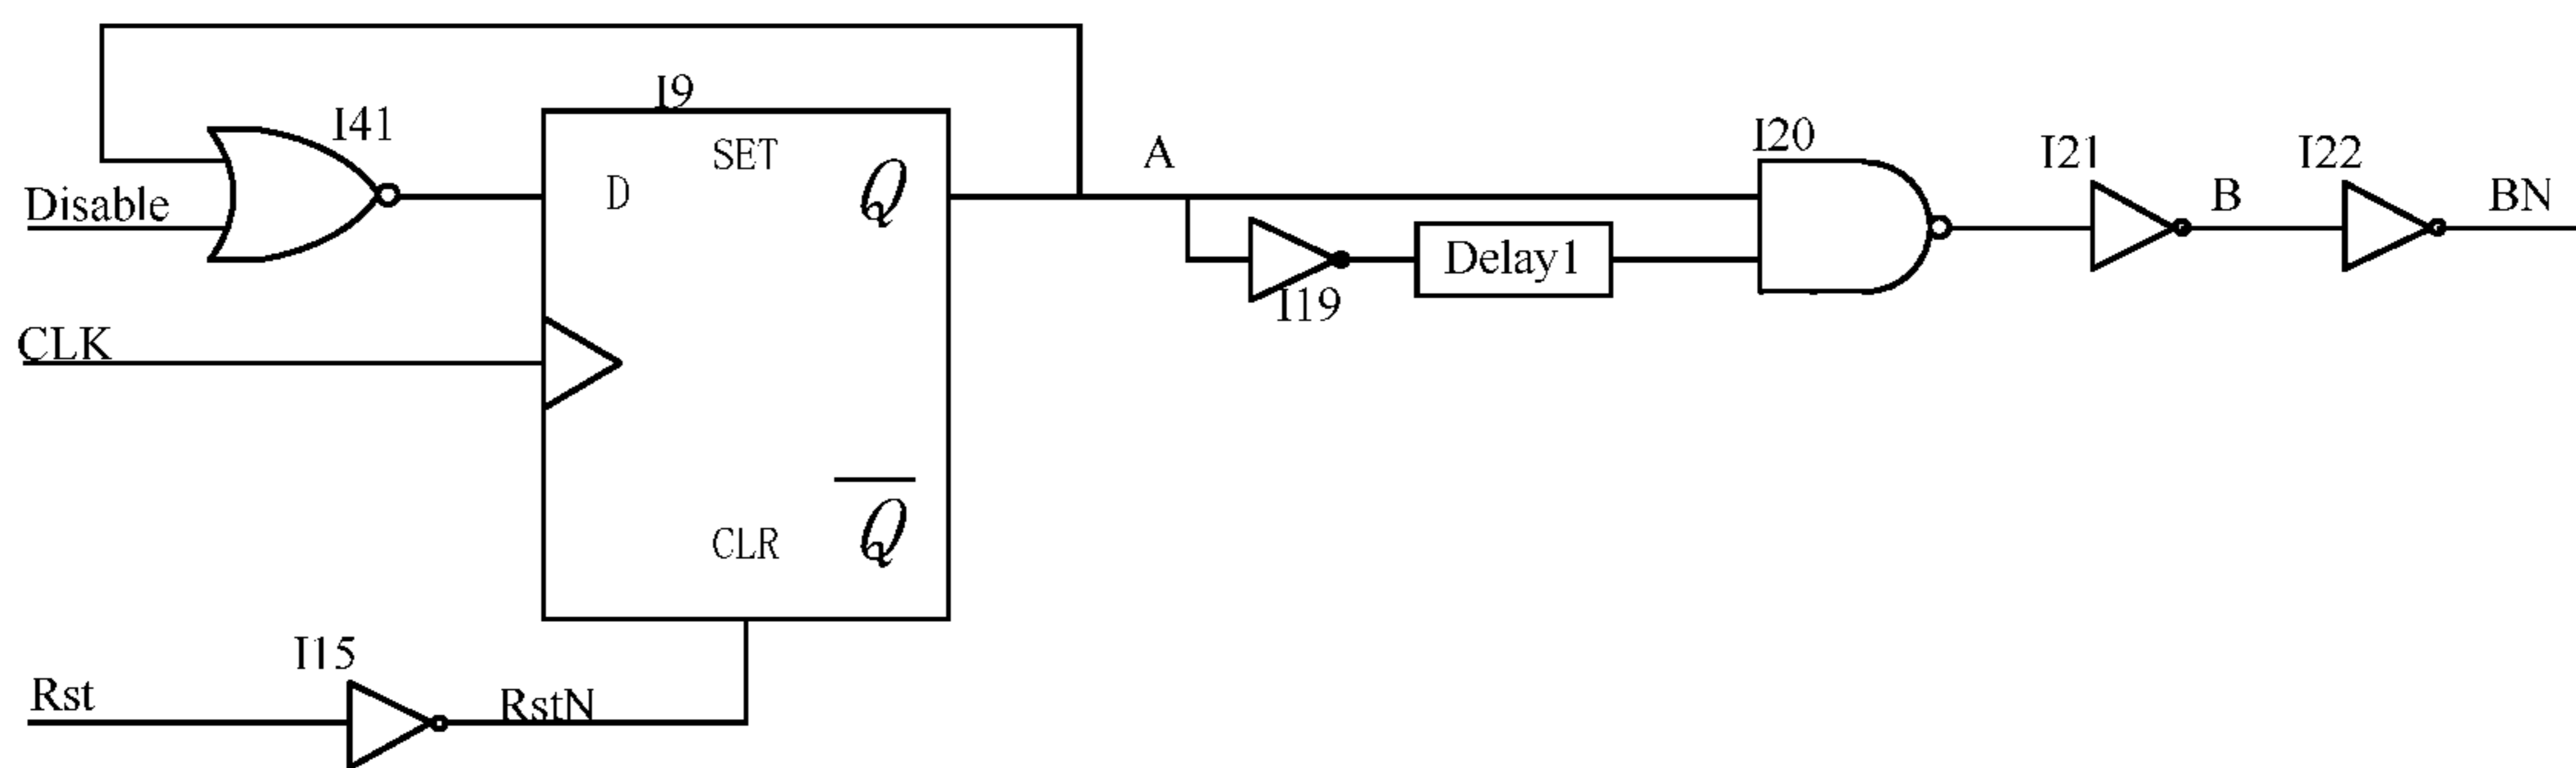 I9
I41
SET
D
Q
A
I20
I21
B
I22
BN
Disable
Delay1
I19
CLK
Q
CLR
I15
Rst
RstN